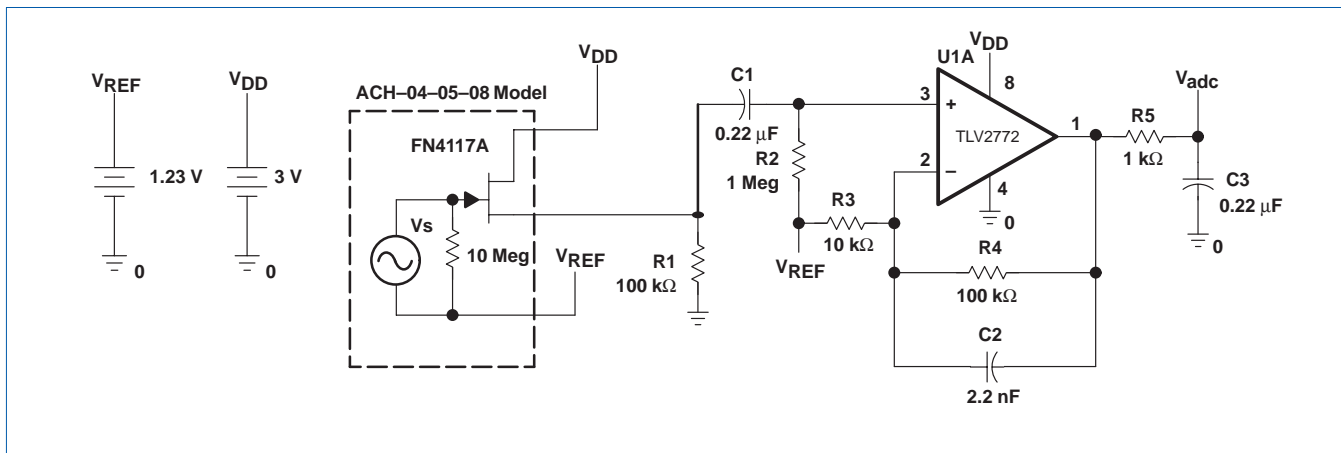 VREF
1.23 V
0
VDD
3 V
0
ACH–04–05–08 Model
FN4117A
Vs
10 Meg
VDD
VREF
R1
100 kΩ
C1
0.22 μF
R2
1 Meg
VREF
R3
10 kΩ
U1A
VDD
8
3
+
TLV2772
1
2
–
4
0
R4
100 kΩ
C2
2.2 nF
R5
1 kΩ
Vadc
C3
0.22 μF
0